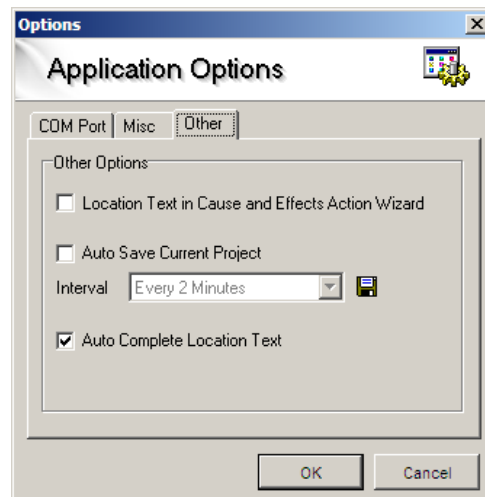 Options
Application Options
COM Port Misc Other
Other Options
Location Text in Cause and Effects Action Wizard
Auto Save Current Project
Interval Every 2 Minutes
Auto Complete Location Text
OK Cancel